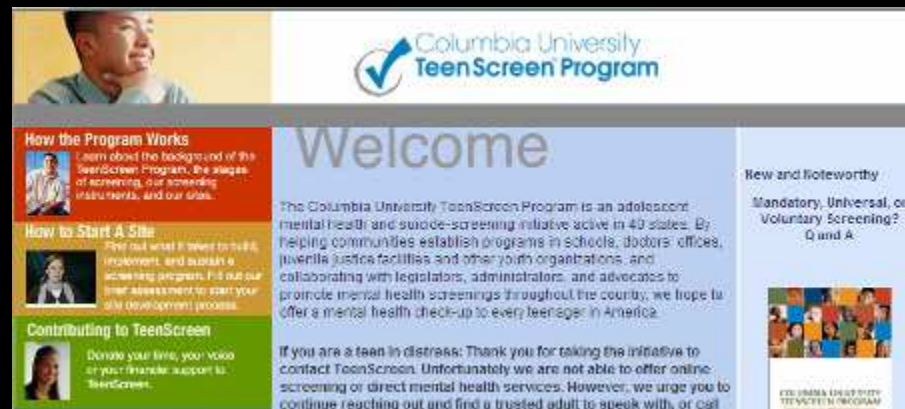 Columbia University
TeenScreen Program
How the Program Works
Learn about the background of the
TeenScreen Program, the stages
of screening, our screening
instruments, and our sites.
How to Start A Site
Find out what it takes to build,
implement, and sustain a
screening program. Fill out our
brief assessment to start your
site development process.
Contributing to TeenScreen
Donate your time, your voice
or your financial support to
TeenScreen.
Welcome
The Columbia University TeenScreen Program is an adolescent
mental health and suicide-screening initiative active in 43 states. By
helping communities establish programs in schools, doctors' offices,
juvenile justice facilities and other youth organizations, and
collaborating with legislators, administrators, and advocates to
promote mental health screenings throughout the country, we hope to
offer a mental health check-up to every teenager in America.
If you are a teen in distress: Thank you for taking the initiative to
contact TeenScreen. Unfortunately we are not able to offer online
screening or direct mental health services. However, we urge you to
continue reaching out and find a trusted adult to speak with, or call
New and Noteworthy
Mandatory, Universal, or
Voluntary Screening?
Q and A
COLUMBIA UNIVERSITY
TEENSCREEN PROGRAM